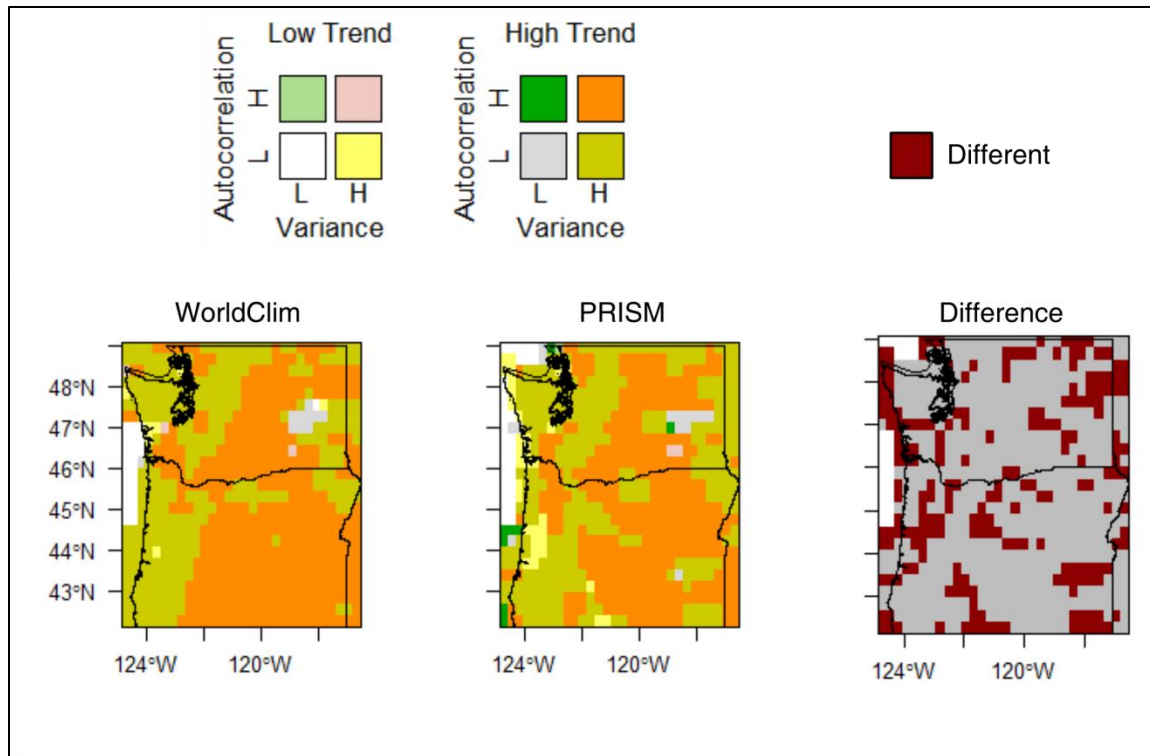 Low Trend
High Trend
Autocorrelation
H
L
L H
Variance
Autocorrelation
H
L
L H
Variance
Different
WorldClim
PRISM
Difference
48°N
47°N
46°N
45°N
44°N
43°N
124°W 120°W
124°W 120°W
124°W 120°W